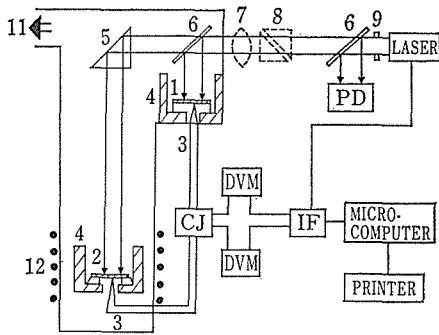 11
5
6
7
8
6
9
LASER
4
1
PD
3
DVM
CJ
IF
MICRO-
COMPUTER
DVM
4
2
12
3
PRINTER